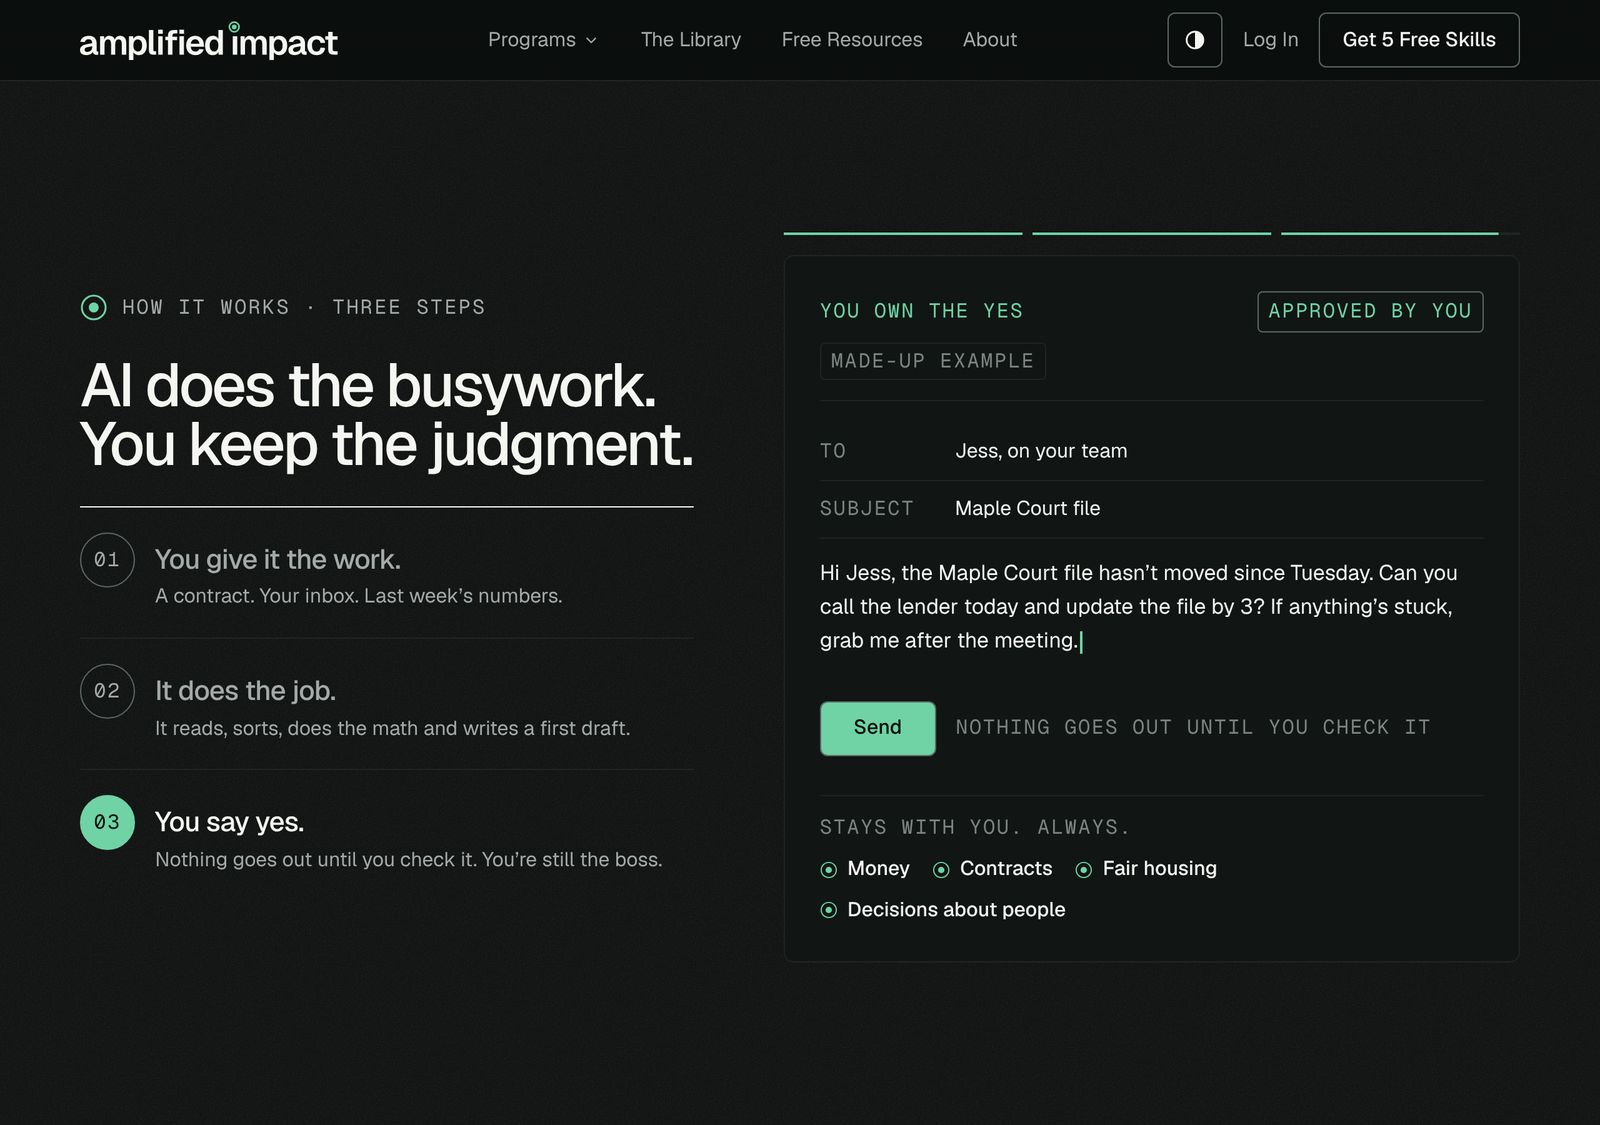 amplified impact
Programs
The Library
Free Resources
About
Log In
Get 5 Free Skills
HOW IT WORKS · THREE STEPS
AI does the busywork.
You keep the judgment.
01
You give it the work.
A contract. Your inbox. Last week’s numbers.
02
It does the job.
It reads, sorts, does the math and writes a first draft.
03
You say yes.
Nothing goes out until you check it. You’re still the boss.
YOU OWN THE YES
APPROVED BY YOU
MADE-UP EXAMPLE
TO
Jess, on your team
SUBJECT
Maple Court file
Hi Jess, the Maple Court file hasn’t moved since Tuesday. Can you
call the lender today and update the file by 3? If anything’s stuck,
grab me after the meeting.
Send
NOTHING GOES OUT UNTIL YOU CHECK IT
STAYS WITH YOU. ALWAYS.
Money
Contracts
Fair housing
Decisions about people